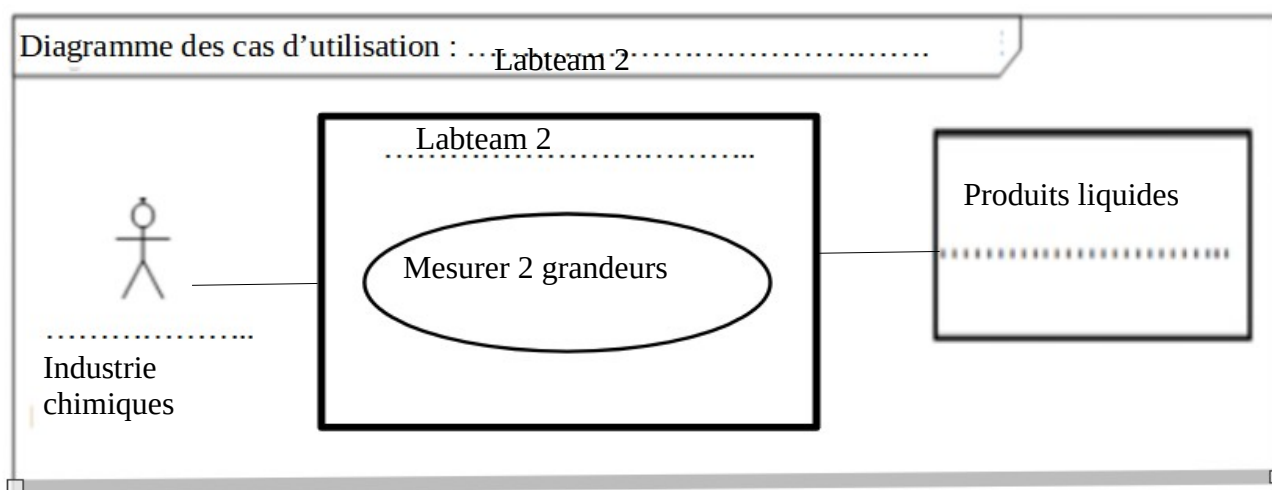 Diagramme des cas d’utilisation : ……………………………………….
Labteam 2
Labteam 2
………………………………..
Mesurer 2 grandeurs
Produits liquides
………………………
………………..
Industrie
chimiques